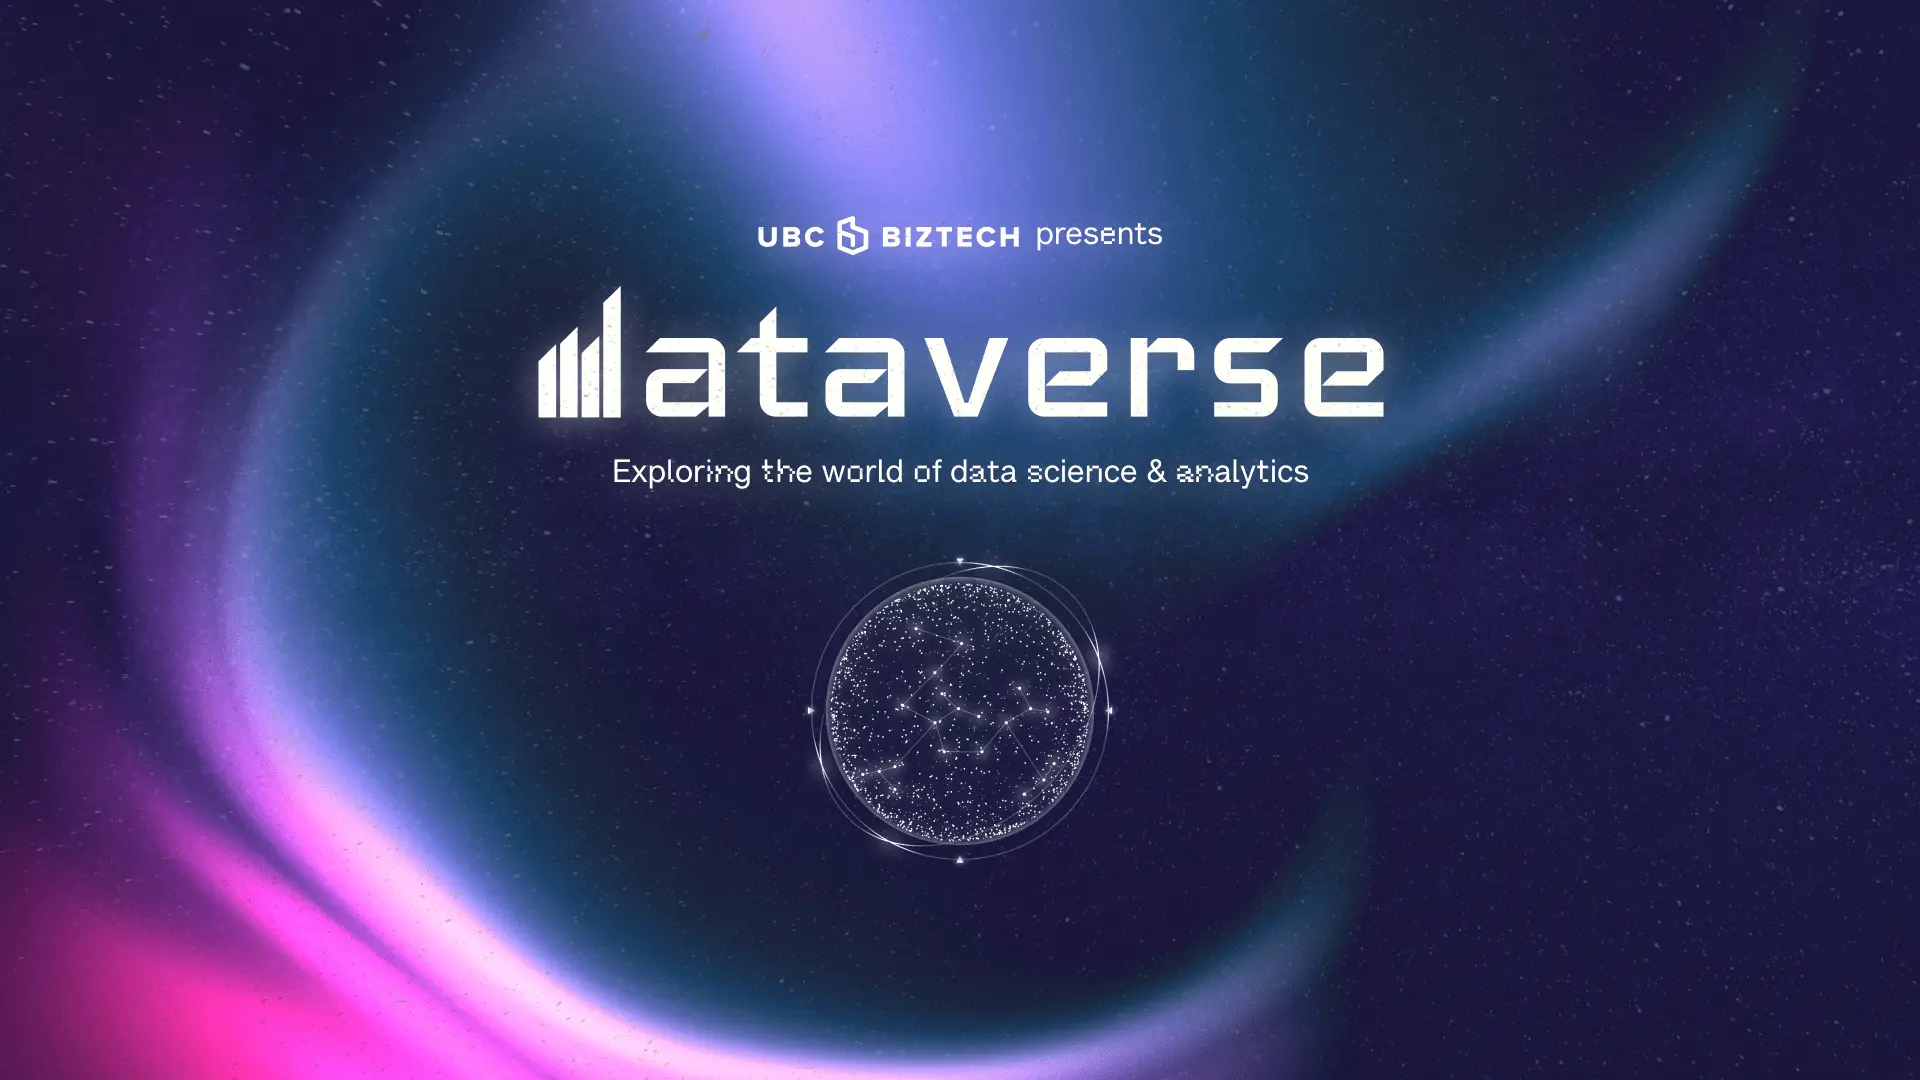 UBC BIZTECH presents
dataverse
Exploring the world of data science & analytics